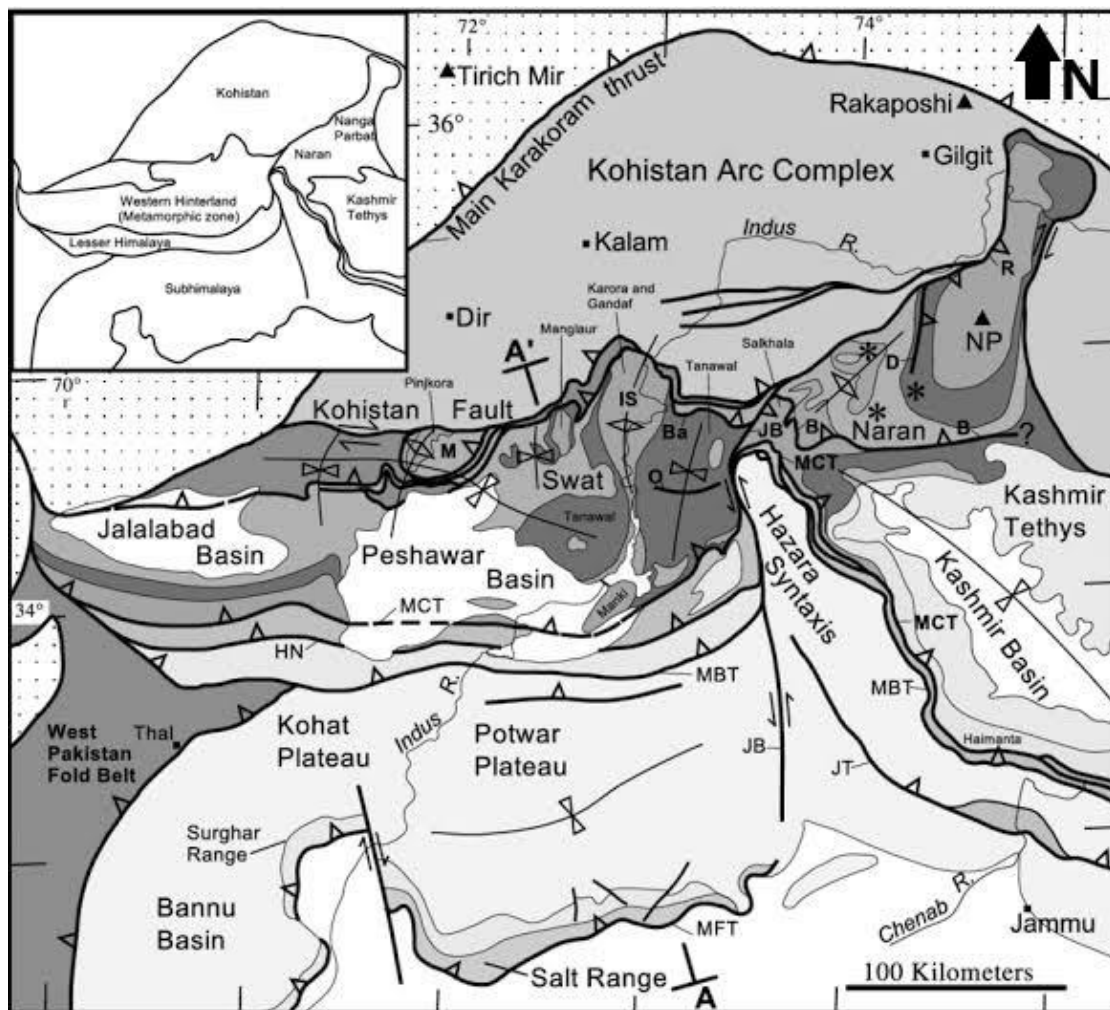 Kohistan
Nanga
Parbat
Naran
Western Hinterland
(Metamorphic zone)
Kashmir
Tethys
Lesser Himalaya
Subhimalaya
72°
74°
N
Tirich Mir
Main Karakoram thrust
Rakaposhi
36°
Gilgit
Kohistan Arc Complex
Indus
R.
Kalam
R
Karora and
Gandaf
Dir
Manglaur
Salkhala
NP
A'
Tanawal
D
70°
Pinjkora
IS
Kohistan Fault
M
Ba
JB
B
Naran
B
?
MCT
Swat
O
Kashmir
Tethys
Jalalabad
Basin
Tanawal
Peshawar
Basin
Hazara
Syntaxis
Kashmir Basin
34°
MCT
Manki
MCT
HN
MBT
MBT
R.
Indus
West
Pakistan
Fold Belt
Thal
Kohat
Plateau
Potwar
Plateau
JB
Haimanta
JT
Surghar
Range
Bannu
Basin
Chenab
R.
Jammu
MFT
Salt Range
A
100 Kilometers